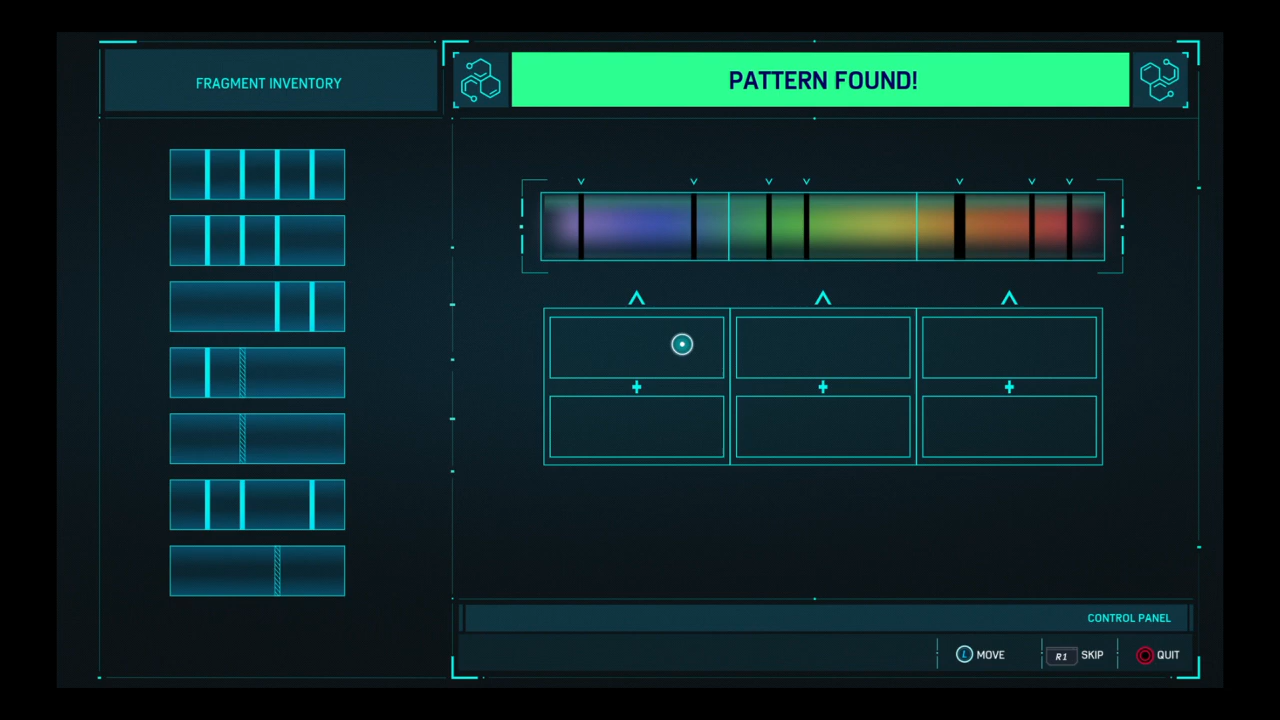 FRAGMENT INVENTORY
PATTERN FOUND!
CONTROL PANEL
L MOVE
R1 SKIP
QUIT